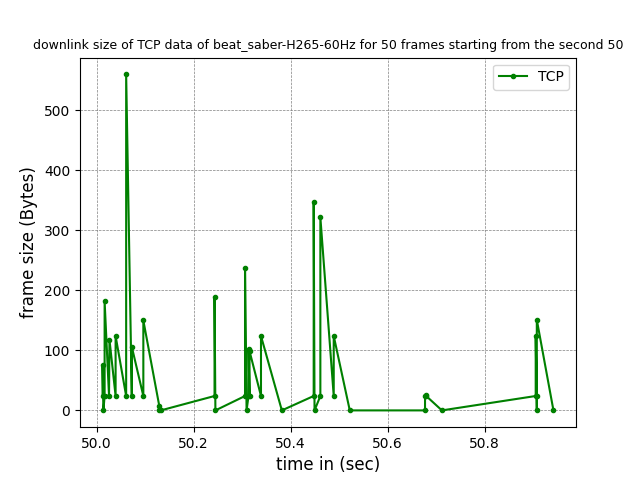 downlink size of TCP data of beat_saber-H265-60Hz for 50 frames starting from the second 50
TCP
frame size (Bytes)
500
400
300
200
100
0
50.0 50.2 50.4 50.6 50.8
time in (sec)